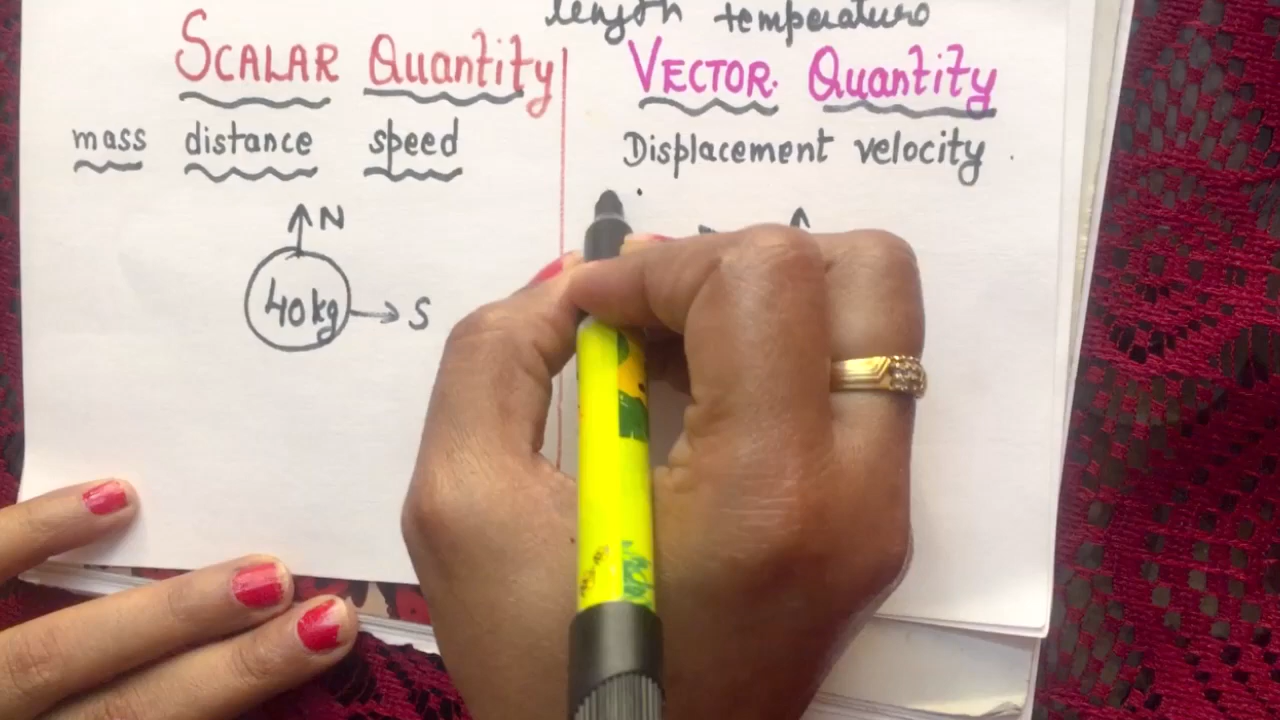 length temperature
SCALAR Quantity
mass distance speed
N
40kg
S
VECTOR Quantity
Displacement velocity